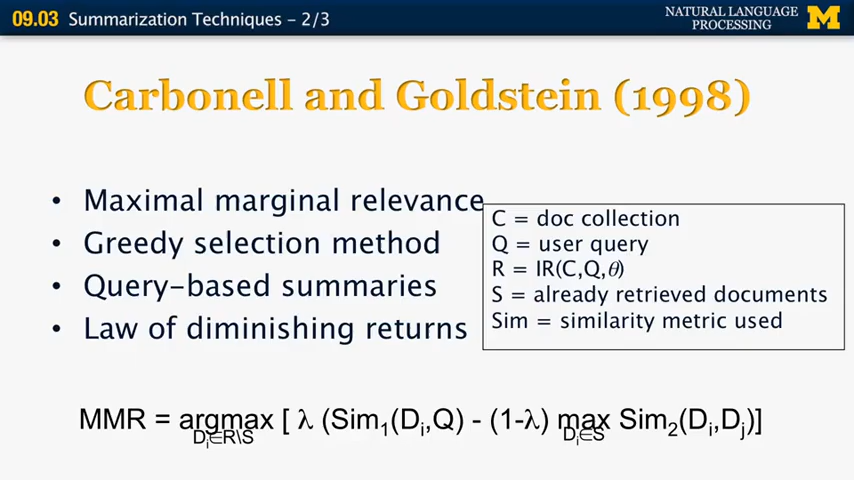 09.03 Summarization Techniques – 2/3
NATURAL LANGUAGE
PROCESSING
M
Carbonell and Goldstein (1998)
• Maximal marginal relevance
• Greedy selection method
• Query-based summaries
• Law of diminishing returns
C = doc collection
Q = user query
R = IR(C,Q,θ)
S = already retrieved documents
Sim = similarity metric used
MMR = argmax [ λ (Sim₁(Dᵢ,Q) - (1-λ) max Sim₂(Dᵢ,Dⱼ)]
Dᵢ∈R\S Dᵢ∈S